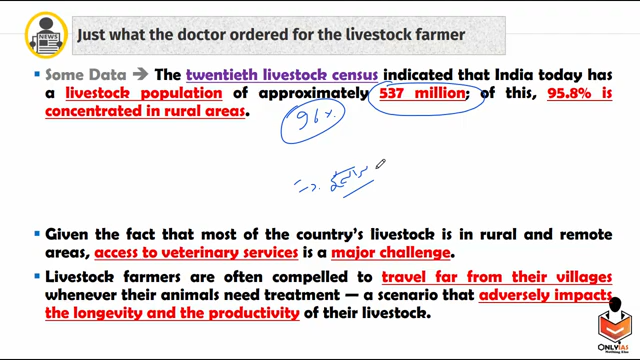 NEWS
Just what the doctor ordered for the livestock farmer
▪ Some Data ➔ The twentieth livestock census indicated that India today has
a livestock population of approximately 537 million; of this, 95.8% is
concentrated in rural areas.
96%
▪ Given the fact that most of the country's livestock is in rural and remote
areas, access to veterinary services is a major challenge.
▪ Livestock farmers are often compelled to travel far from their villages
whenever their animals need treatment — a scenario that adversely impacts
the longevity and the productivity of their livestock.
ONLYIAS